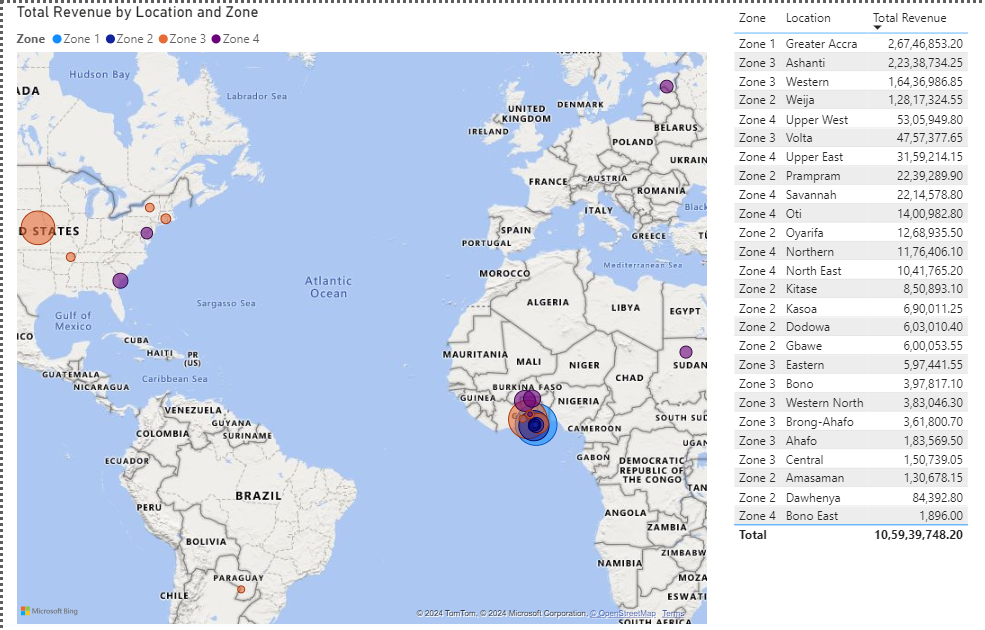 Total Revenue by Location and Zone
Zone Zone 1 Zone 2 Zone 3 Zone 4
Hudson Bay
ADA
Labrador Sea
UNITED
KINGDOM
DENMARK
IRELAND
BELARUS
POLAND
UKRAIN
FRANCE
AUSTRIA
ROMANIA
ITALY
Black
D STATES
SPAIN
PORTUGAL
GREECE
Mediterranean Sea
MOROCCO
Atlantic
Ocean
Sargasso Sea
ALGERIA
LIBYA
EGYPT
Gulf of
Mexico
ICO
CUBA
HAITI
PR
(US)
MAURITANIA
MALI
NIGER
SUDAN
CHAD
GUATEMALA
Caribbean Sea
NICARAGUA
BURKINA FASO
GUINEA
NIGERIA
VENEZUELA
GUYANA
SURINAME
COLOMBIA
SOUTH SUD
CAMEROON
UGAN
ECUADOR
GABON
DEMOCRATIC
REPUBLIC OF
THE CONGO
TAN
BRAZIL
PERU
ANGOLA
ZAMBIA
BOLIVIA
ZIMBABW
NAMIBIA
PARAGUAY
MOZA
CHILE
ESWATI
SOUTH AFRICA
Microsoft Bing
© 2024 TomTom, © 2024 Microsoft Corporation, © OpenStreetMap Terms
Zone Location Total Revenue
Zone 1 Greater Accra 2,67,46,853.20
Zone 3 Ashanti 2,23,38,734.25
Zone 3 Western 1,64,36,986.85
Zone 2 Weija 1,28,17,324.55
Zone 4 Upper West 53,05,949.80
Zone 3 Volta 47,57,377.65
Zone 4 Upper East 31,59,214.15
Zone 2 Prampram 22,39,289.90
Zone 4 Savannah 22,14,578.80
Zone 4 Oti 14,00,982.80
Zone 2 Oyarifa 12,68,935.50
Zone 4 Northern 11,76,406.10
Zone 4 North East 10,41,765.20
Zone 2 Kitase 8,50,893.10
Zone 2 Kasoa 6,90,011.25
Zone 2 Dodowa 6,03,010.40
Zone 2 Gbawe 6,00,053.55
Zone 3 Eastern 5,97,441.55
Zone 3 Bono 3,97,817.10
Zone 3 Western North 3,83,046.30
Zone 3 Brong-Ahafo 3,61,800.70
Zone 3 Ahafo 1,83,569.50
Zone 3 Central 1,50,739.05
Zone 2 Amasaman 1,30,678.15
Zone 2 Dawhenya 84,392.80
Zone 4 Bono East 1,896.00
Total 10,59,39,748.20